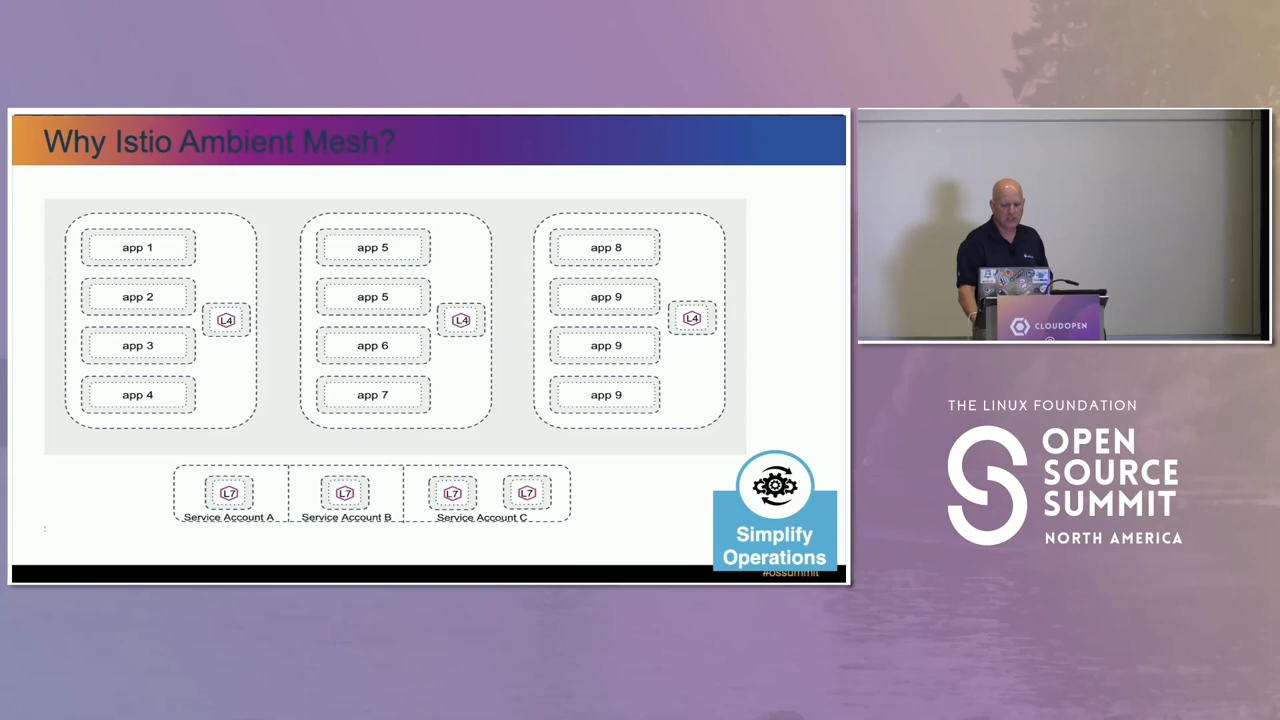 Why Istio Ambient Mesh?
app 1
app 2
app 3
app 4
L4
app 5
app 5
app 6
app 7
L4
app 8
app 9
app 9
app 9
L4
L7
L7
L7
L7
Service Account A
Service Account B
Service Account C
Simplify
Operations
#ossummit
CLOUDOPEN
THE LINUX FOUNDATION
OPEN
SOURCE
SUMMIT
NORTH AMERICA